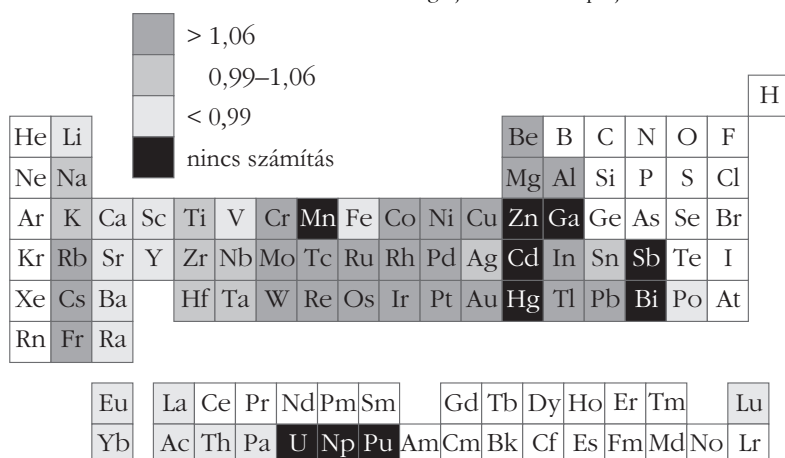 > 1,06
0,99–1,06
< 0,99
nincs számítás
H
He Li Be B C N O F
Ne Na Mg Al Si P S Cl
Ar K Ca Sc Ti V Cr Mn Fe Co Ni Cu Zn Ga Ge As Se Br
Kr Rb Sr Y Zr Nb Mo Tc Ru Rh Pd Ag Cd In Sn Sb Te I
Xe Cs Ba Hf Ta W Re Os Ir Pt Au Hg Tl Pb Bi Po At
Rn Fr Ra
Eu La Ce Pr Nd Pm Sm Gd Tb Dy Ho Er Tm Lu
Yb Ac Th Pa U Np Pu Am Cm Bk Cf Es Fm Md No Lr